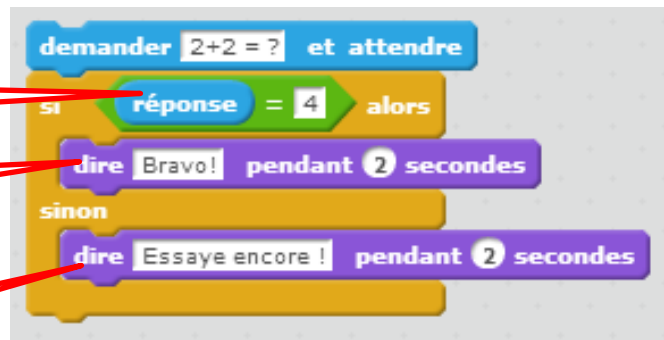 demander 2+2 = ? et attendre
si réponse = 4 alors
dire Bravo! pendant 2 secondes
sinon
dire Essaye encore ! pendant 2 secondes